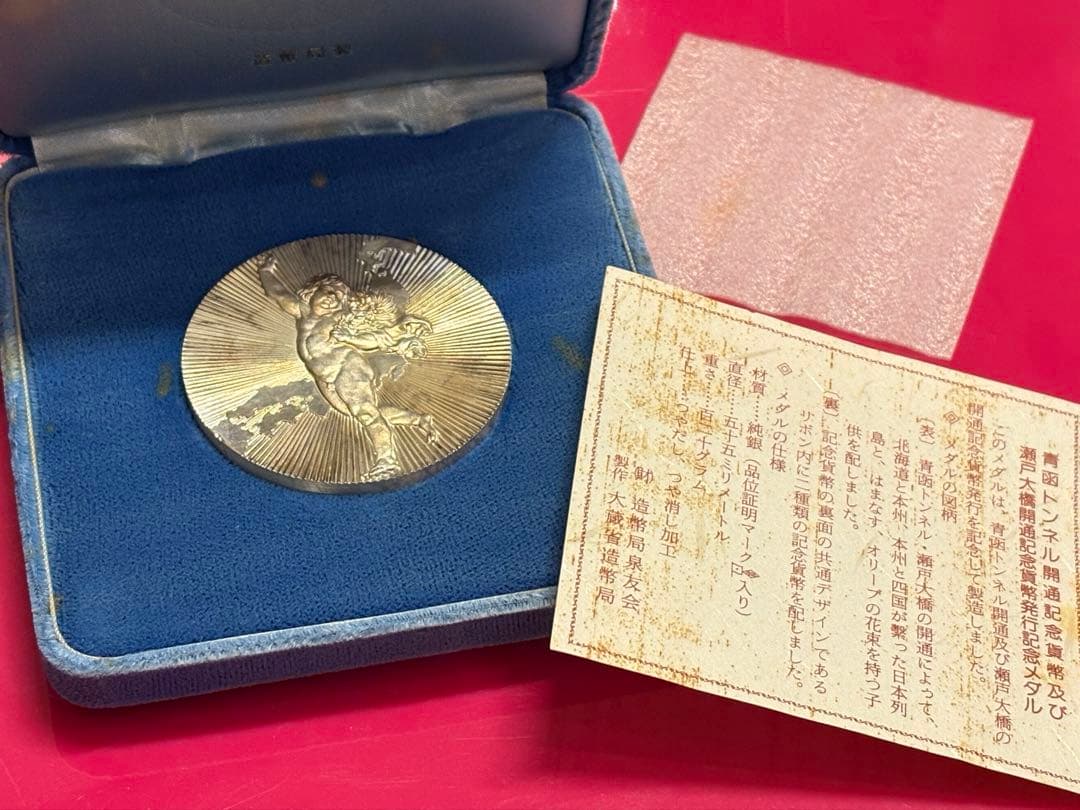 造幣局製
青函トンネル開通記念貨幣及び
瀬戸大橋開通記念貨幣発行記念メダル
このメダルは、青函トンネル開通及び瀬戸大橋の
開通記念貨幣発行を記念して製造しました。
◈ メダルの図柄
〔表〕 青函トンネル・瀬戸大橋の開通によって、
北海道と本州、本州と四国が繋った日本列
島と、はまなす、オリーブの花束を持つ子
供を配しました。
〔裏〕 記念貨幣の裏面の共通デザインである
リボン内に二種類の記念貨幣を配しました。
◈ メダルの仕様
材質……純銀(品位証明マーク入り)
直径……五十五ミリメートル
重さ……百二十グラム
仕上……つやだし、つや消し加工
(財) 造幣局泉友会
製作 大蔵省造幣局